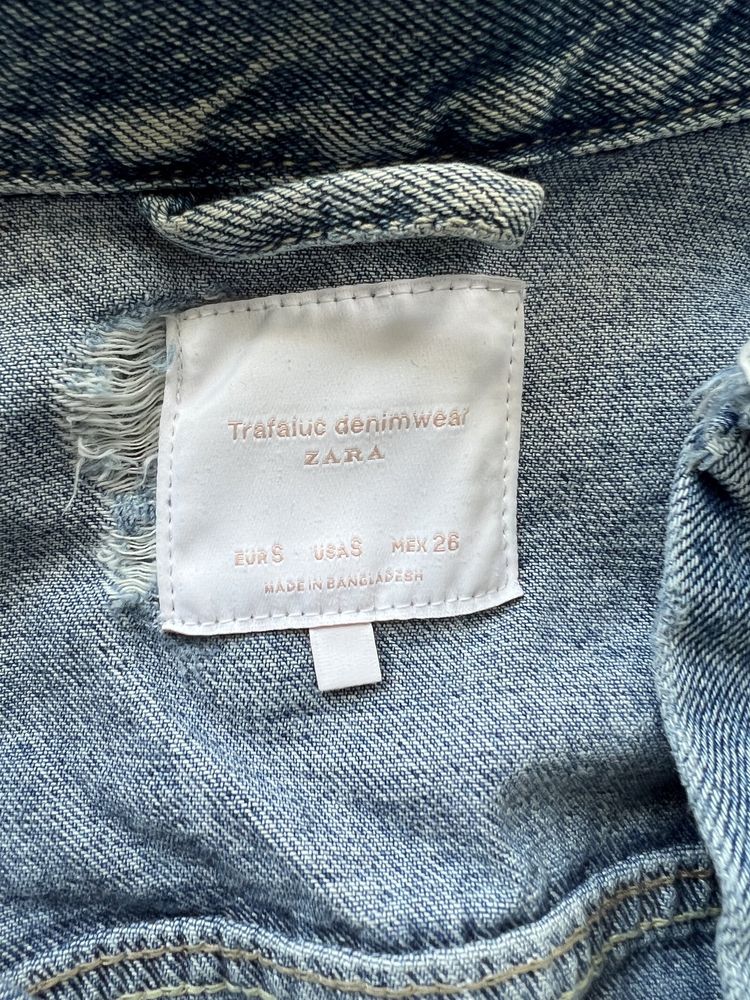 Trafaluc denimwear
ZARA
EUR S USA S MEX 26
MADE IN BANGLADESH